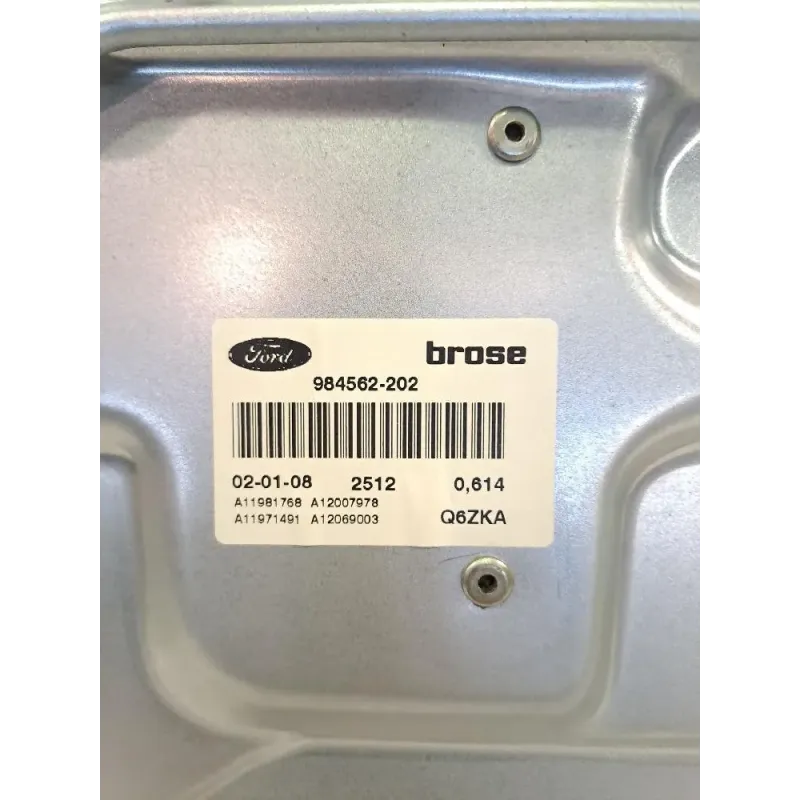 Ford brose
984562-202
02-01-08 2512 0,614
A11981768 A12007978
A11971491 A12069003 Q6ZKA